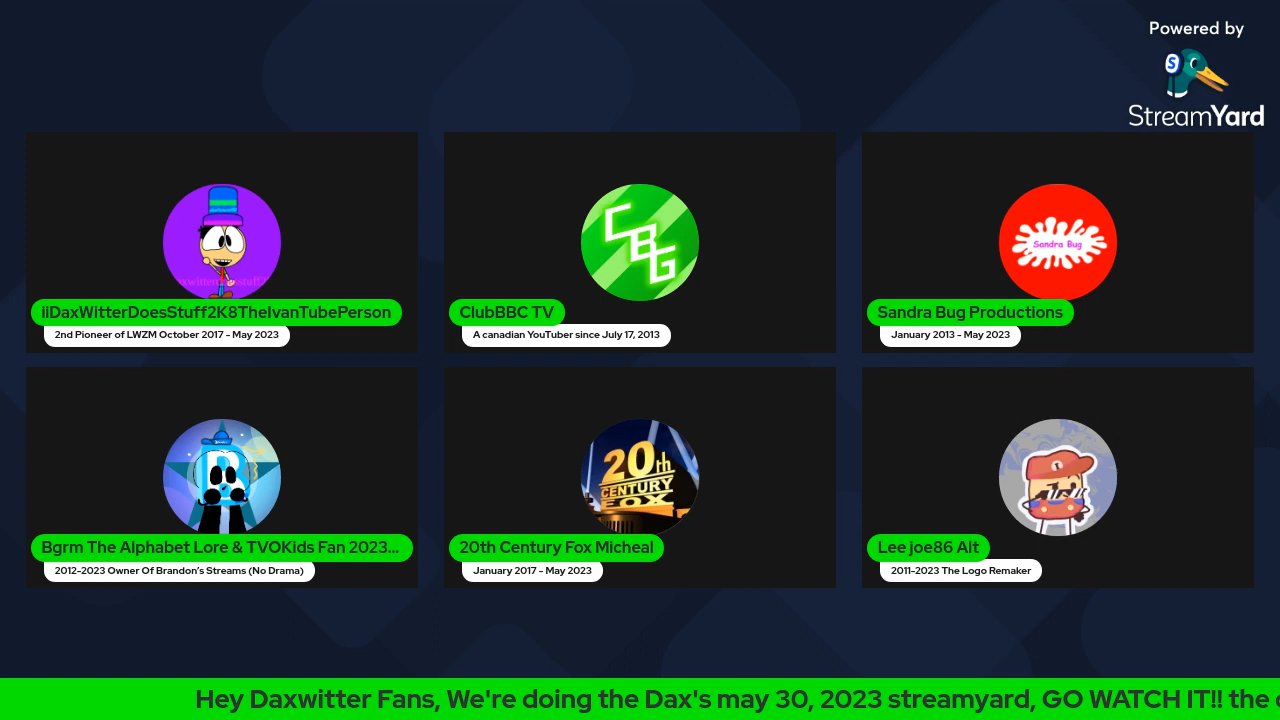 Powered by
StreamYard
iiDaxWitterDoesStuff2K8TheIvanTubePerson
2nd Pioneer of LWZM October 2017 - May 2023
CBG
ClubBBC TV
A canadian YouTuber since July 17, 2013
Sandra Bug
Sandra Bug Productions
January 2013 - May 2023
Bgrm The Alphabet Lore & TVOKids Fan 2023...
2012-2023 Owner Of Brandon's Streams (No Drama)
20th
CENTURY
FOX
20th Century Fox Micheal
January 2017 - May 2023
Lee joe86 Alt
2011-2023 The Logo Remaker
Hey Daxwitter Fans, We're doing the Dax's may 30, 2023 streamyard, GO WATCH IT!! the